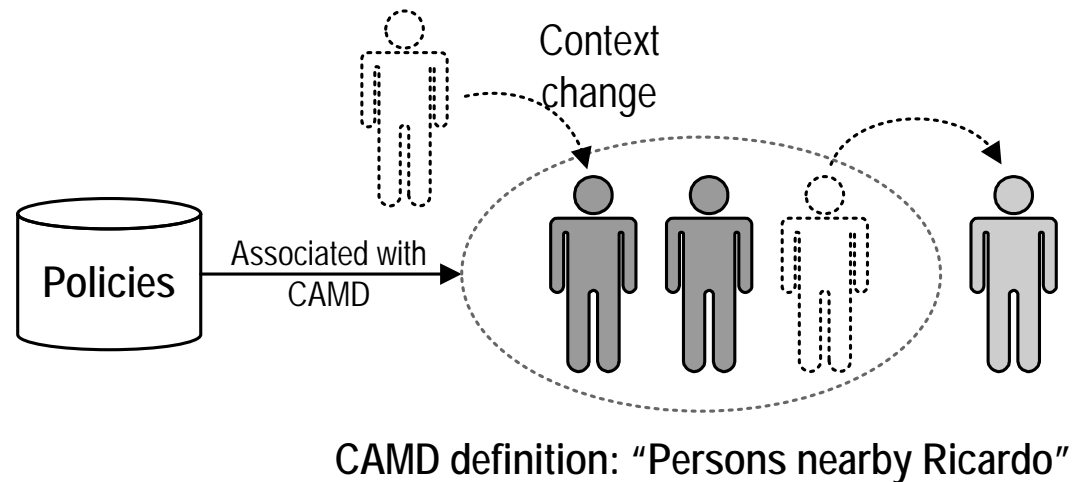 Context
change
Policies
Associated with
CAMD
CAMD definition: “Persons nearby Ricardo”